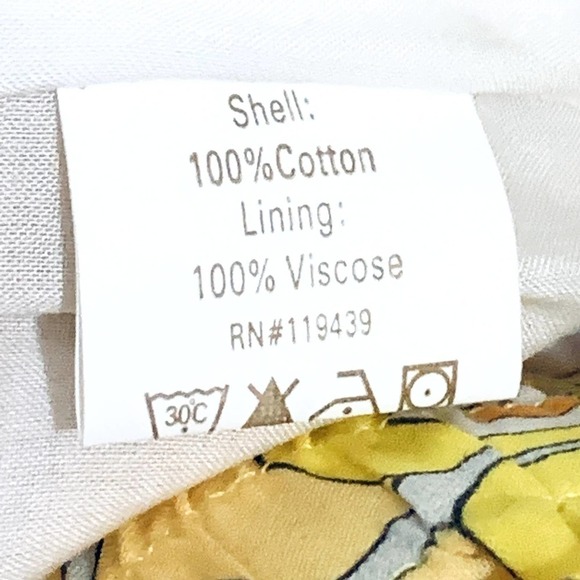 Shell:
100%Cotton
Lining:
100% Viscose
RN#119439
30°C